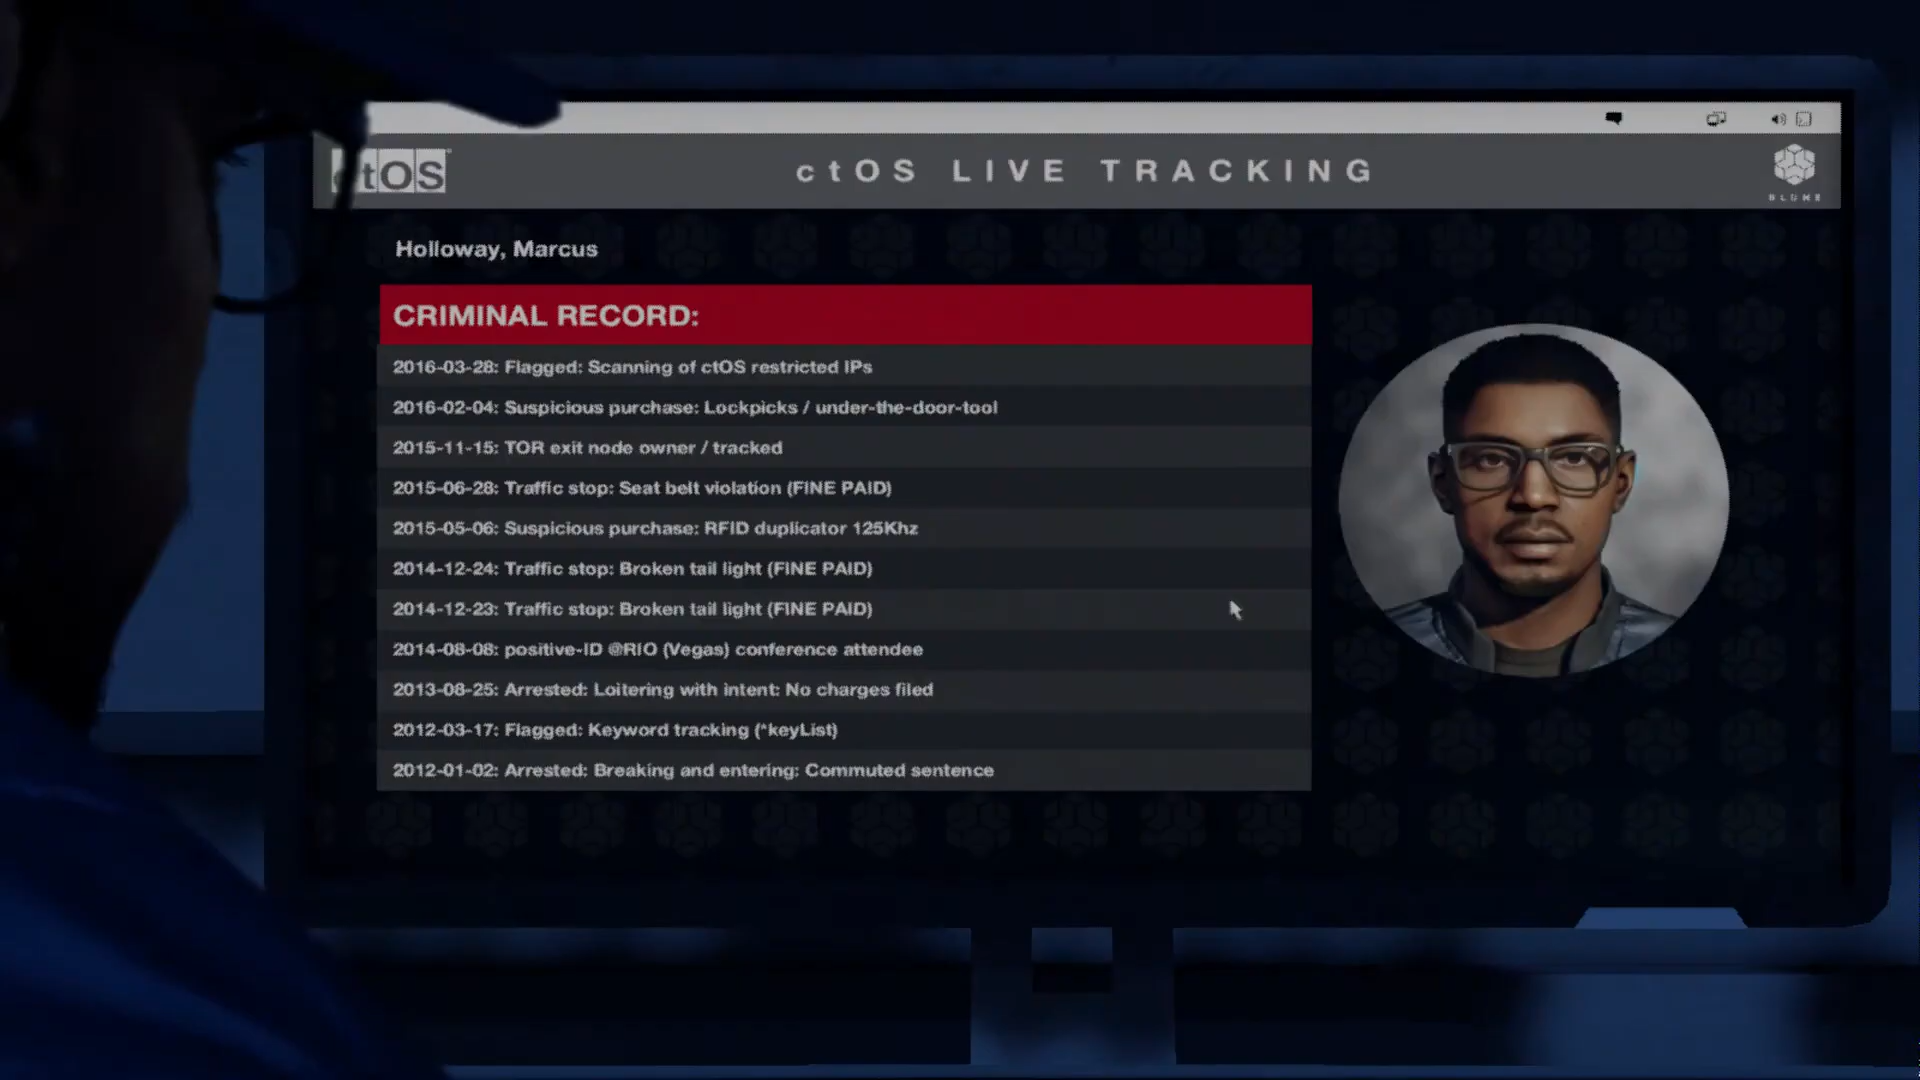 ctOS
ctOS LIVE TRACKING
BLUME
Holloway, Marcus
CRIMINAL RECORD:
2016-03-28: Flagged: Scanning of ctOS restricted IPs
2016-02-04: Suspicious purchase: Lockpicks / under-the-door-tool
2015-11-15: TOR exit node owner / tracked
2015-06-28: Traffic stop: Seat belt violation (FINE PAID)
2015-05-06: Suspicious purchase: RFID duplicator 125Khz
2014-12-24: Traffic stop: Broken tail light (FINE PAID)
2014-12-23: Traffic stop: Broken tail light (FINE PAID)
2014-08-08: positive-ID @RIO (Vegas) conference attendee
2013-08-25: Arrested: Loitering with intent: No charges filed
2012-03-17: Flagged: Keyword tracking (*keyList)
2012-01-02: Arrested: Breaking and entering: Commuted sentence